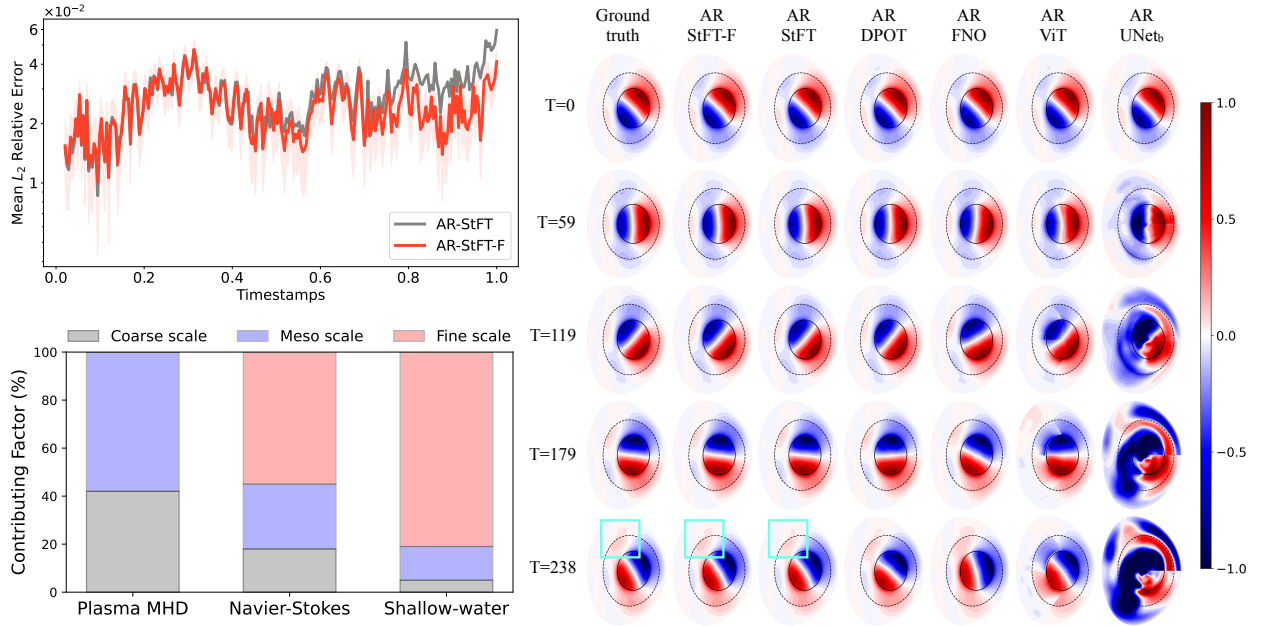 ×10⁻²
6
4
2
1
Mean L₂ Relative Error
AR-StFT
AR-StFT-F
0.0 0.2 0.4 0.6 0.8 1.0
Timestamps
Coarse scale Meso scale Fine scale
100
80
60
40
20
0
Contributing Factor (%)
Plasma MHD Navier-Stokes Shallow-water
Ground truth
AR StFT-F
AR StFT
AR DPOT
AR FNO
AR ViT
AR UNetb
T=0
T=59
T=119
T=179
T=238
1.0
0.5
0.0
−0.5
−1.0